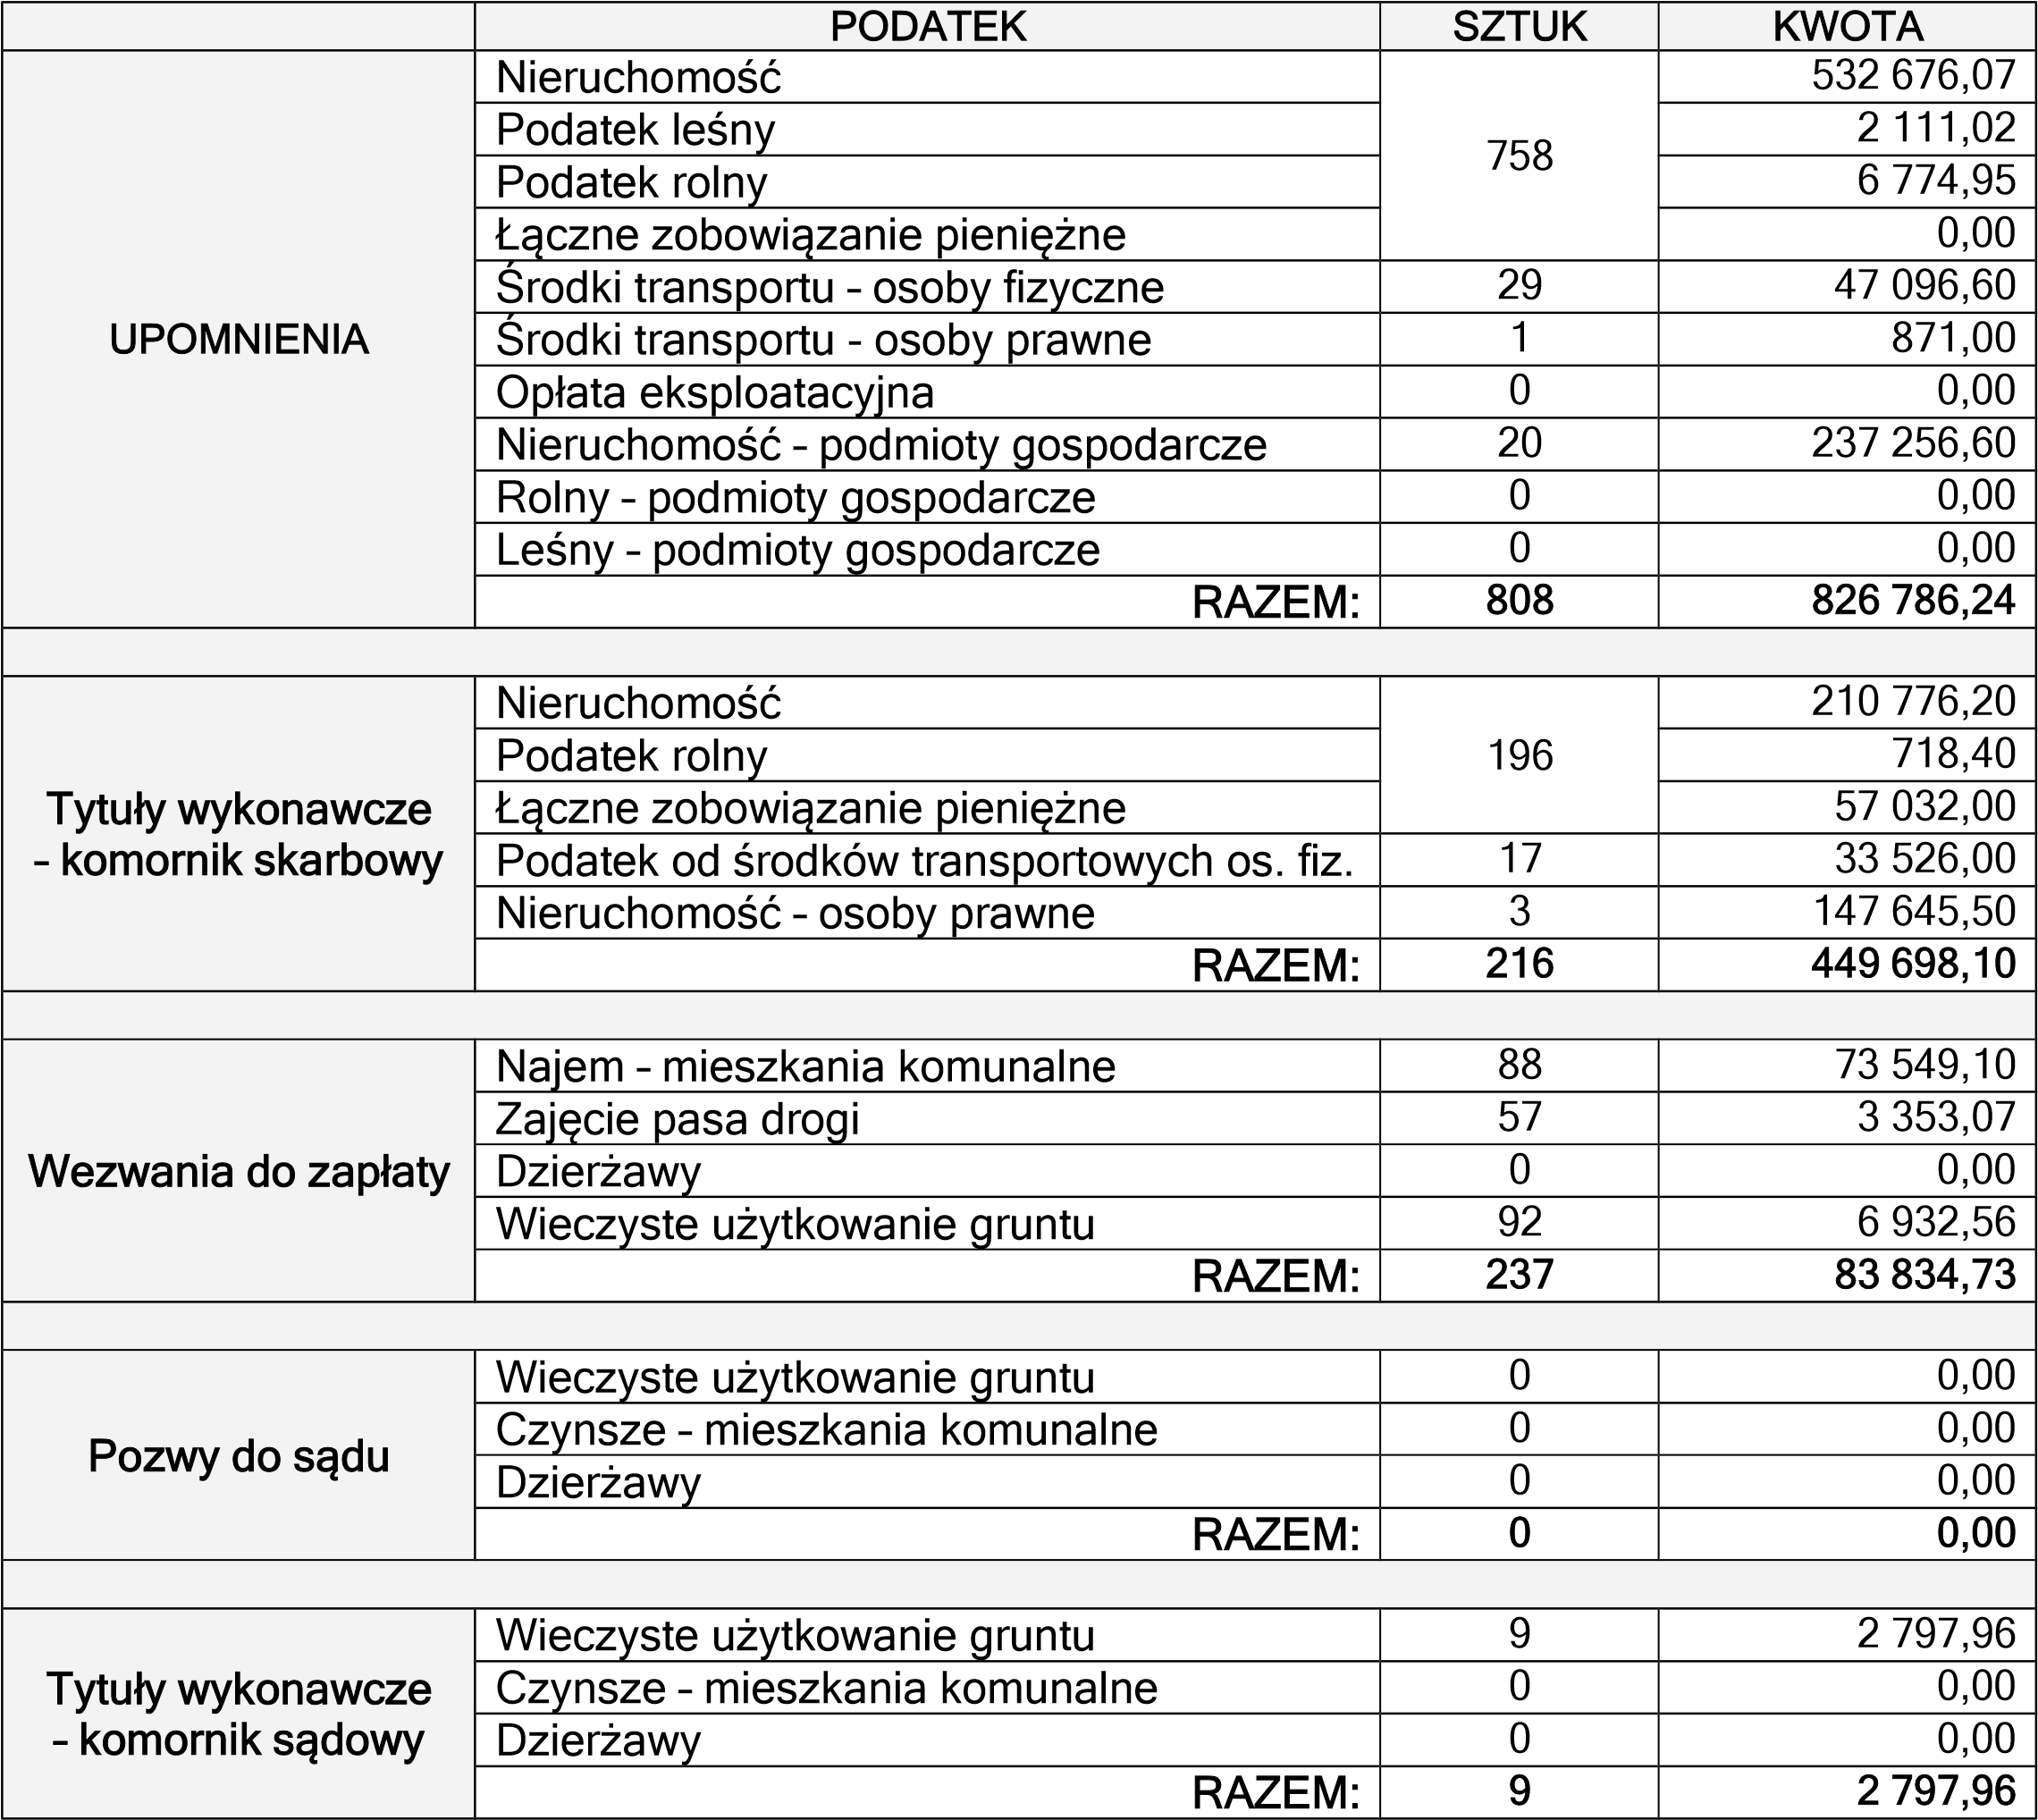 PODATEK SZTUK KWOTA
UPOMNIENIA
Nieruchomość 758 532 676,07
Podatek leśny 2 111,02
Podatek rolny 6 774,95
Łączne zobowiązanie pieniężne 0,00
Środki transportu - osoby fizyczne 29 47 096,60
Środki transportu - osoby prawne 1 871,00
Opłata eksploatacyjna 0 0,00
Nieruchomość - podmioty gospodarcze 20 237 256,60
Rolny - podmioty gospodarcze 0 0,00
Leśny - podmioty gospodarcze 0 0,00
RAZEM: 808 826 786,24
Tytuły wykonawcze
- komornik skarbowy
Nieruchomość 196 210 776,20
Podatek rolny 718,40
Łączne zobowiązanie pieniężne 57 032,00
Podatek od środków transportowych os. fiz. 17 33 526,00
Nieruchomość - osoby prawne 3 147 645,50
RAZEM: 216 449 698,10
Wezwania do zapłaty
Najem - mieszkania komunalne 88 73 549,10
Zajęcie pasa drogi 57 3 353,07
Dzierżawy 0 0,00
Wieczyste użytkowanie gruntu 92 6 932,56
RAZEM: 237 83 834,73
Pozwy do sądu
Wieczyste użytkowanie gruntu 0 0,00
Czynsze - mieszkania komunalne 0 0,00
Dzierżawy 0 0,00
RAZEM: 0 0,00
Tytuły wykonawcze
- komornik sądowy
Wieczyste użytkowanie gruntu 9 2 797,96
Czynsze - mieszkania komunalne 0 0,00
Dzierżawy 0 0,00
RAZEM: 9 2 797,96